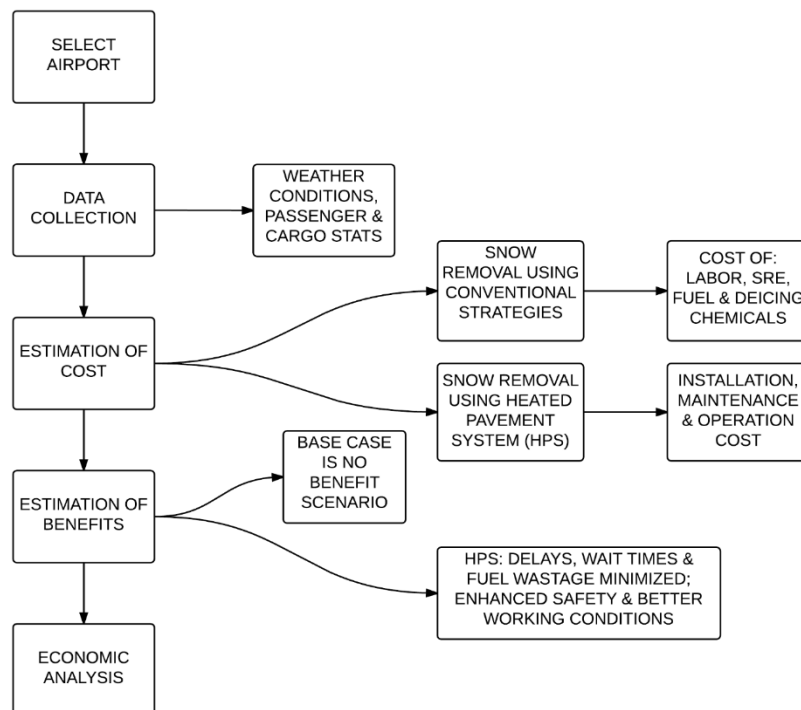 SELECT
AIRPORT
DATA
COLLECTION
WEATHER
CONDITIONS,
PASSENGER &
CARGO STATS
SNOW
REMOVAL USING
CONVENTIONAL
STRATEGIES
COST OF:
LABOR, SRE,
FUEL & DEICING
CHEMICALS
ESTIMATION OF
COST
SNOW REMOVAL
USING HEATED
PAVEMENT
SYSTEM (HPS)
INSTALLATION,
MAINTENANCE
& OPERATION
COST
BASE CASE
IS NO
BENEFIT
SCENARIO
ESTIMATION OF
BENEFITS
HPS: DELAYS, WAIT TIMES &
FUEL WASTAGE MINIMIZED;
ENHANCED SAFETY & BETTER
WORKING CONDITIONS
ECONOMIC
ANALYSIS